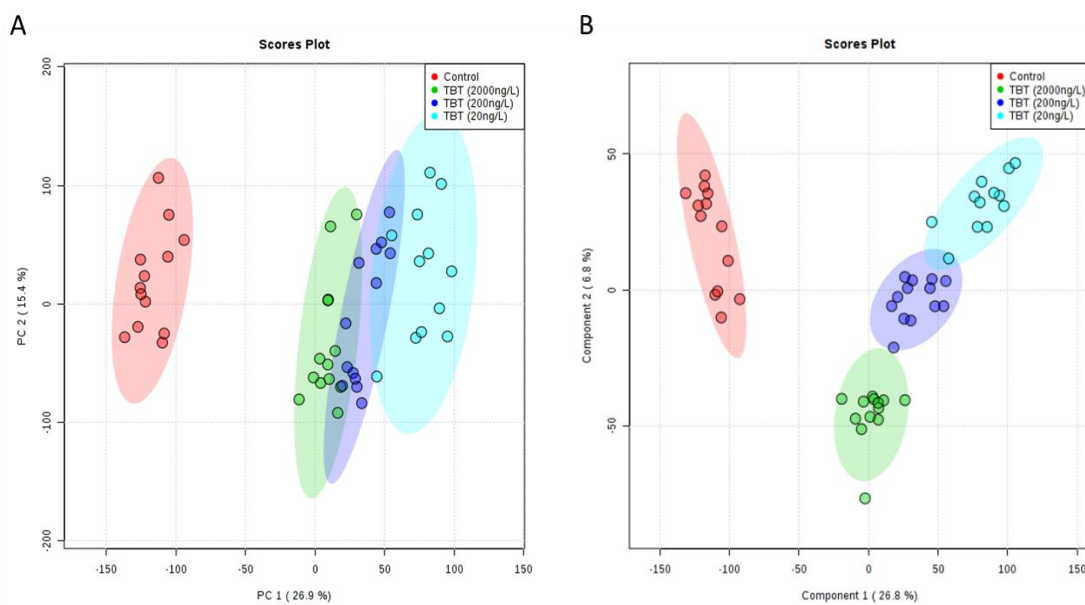 A
Scores Plot
Control
TBT (2000ng/L)
TBT (200ng/L)
TBT (20ng/L)
200
100
0
-100
-200
PC 2 ( 15.4 %)
-150
-100
-50
0
50
100
150
PC 1 ( 26.9 %)
B
Scores Plot
Control
TBT (2000ng/L)
TBT (200ng/L)
TBT (20ng/L)
50
0
-50
Component 2 ( 6.8 %)
-150
-100
-50
0
50
100
150
Component 1 ( 26.8 %)